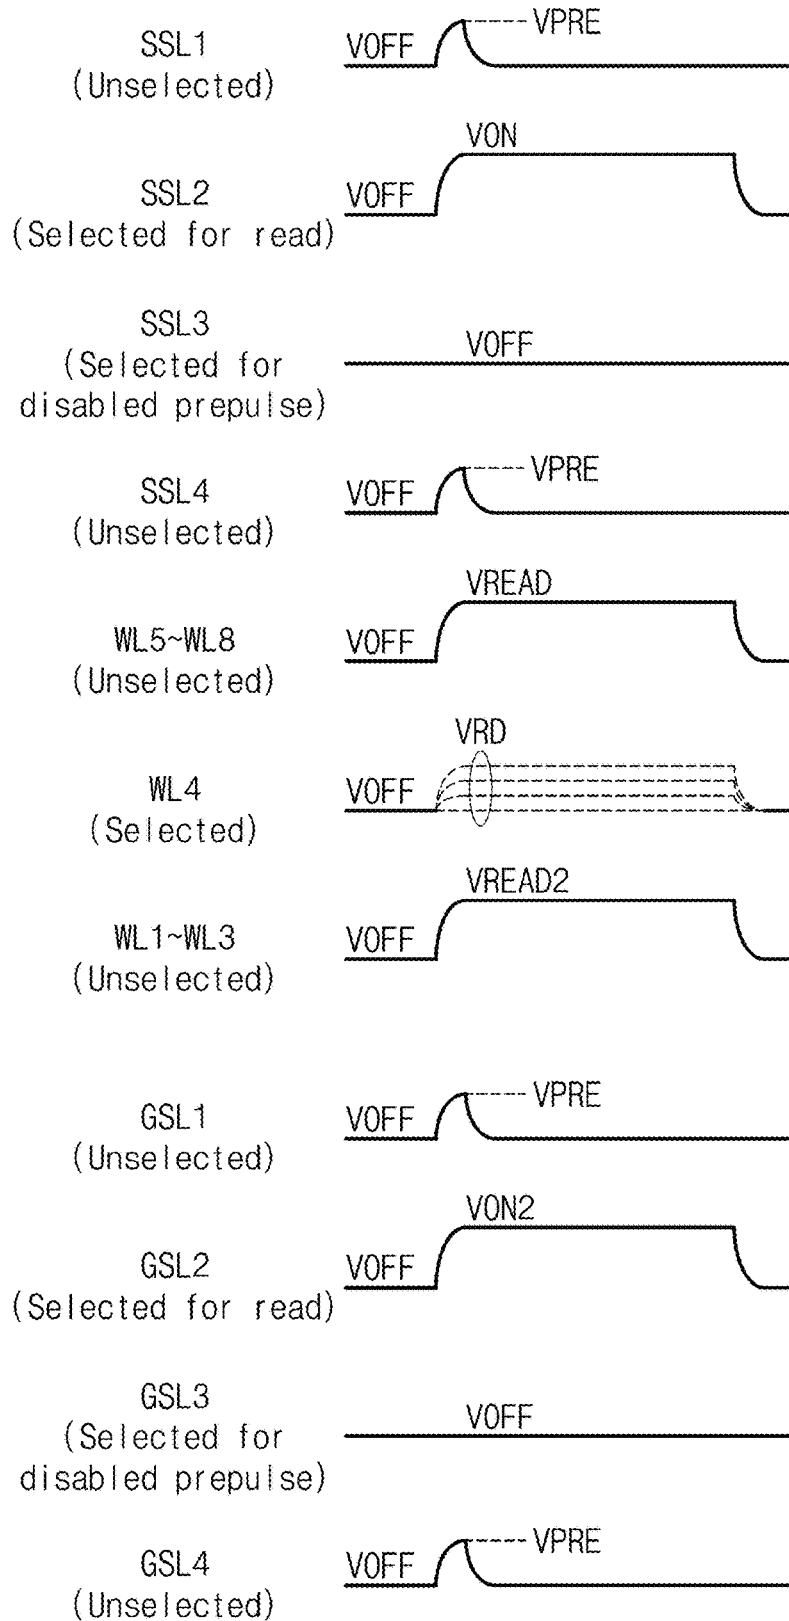 SSL1
(Unselected)
VOFF
VPRE
SSL2
(Selected for read)
VOFF
VON
SSL3
(Selected for
disabled prepulse)
VOFF
SSL4
(Unselected)
VOFF
VPRE
WL5~WL8
(Unselected)
VOFF
VREAD
WL4
(Selected)
VOFF
VRD
WL1~WL3
(Unselected)
VOFF
VREAD2
GSL1
(Unselected)
VOFF
VPRE
GSL2
(Selected for read)
VOFF
VON2
GSL3
(Selected for
disabled prepulse)
VOFF
GSL4
(Unselected)
VOFF
VPRE